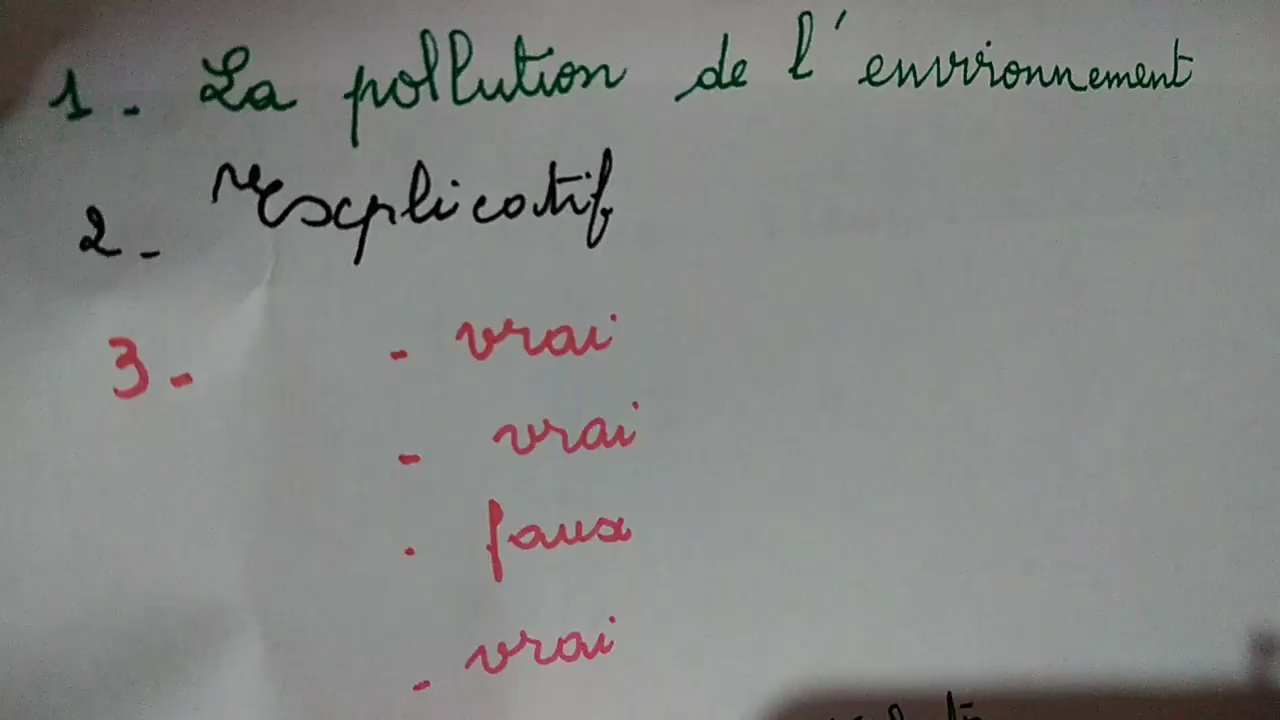 1. La pollution de l'environnement
2- Explicatif
3-
- vrai
- vrai
. faux
- vrai